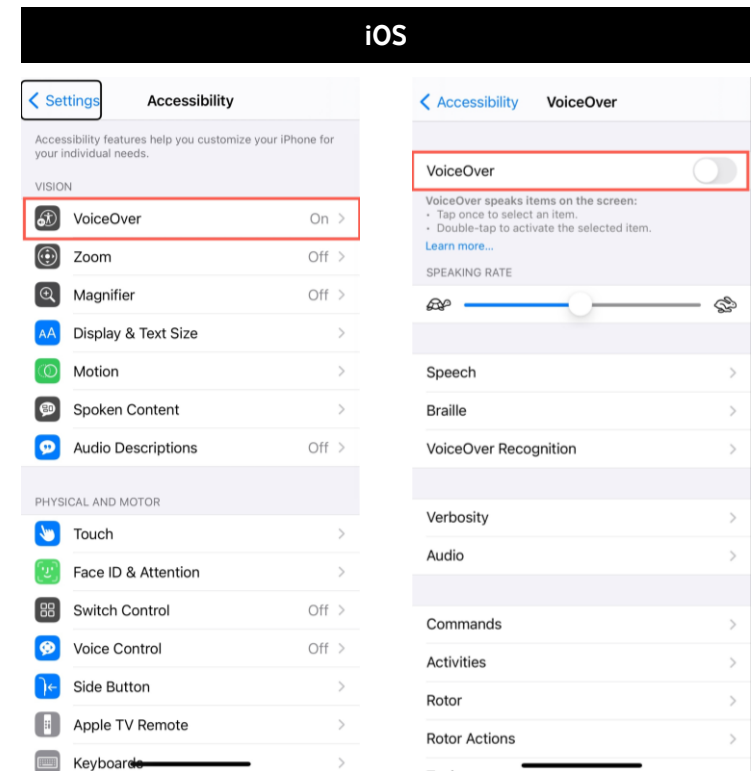 iOS
Settings
Accessibility
Accessibility features help you customize your iPhone for
your individual needs.
VISION
VoiceOver On
Zoom Off
Magnifier Off
AA Display & Text Size
Motion
Spoken Content
Audio Descriptions Off
PHYSICAL AND MOTOR
Touch
Face ID & Attention
Switch Control Off
Voice Control Off
Side Button
Apple TV Remote
Keyboards
Accessibility
VoiceOver
VoiceOver
VoiceOver speaks items on the screen:
• Tap once to select an item.
• Double-tap to activate the selected item.
Learn more...
SPEAKING RATE
Speech
Braille
VoiceOver Recognition
Verbosity
Audio
Commands
Activities
Rotor
Rotor Actions